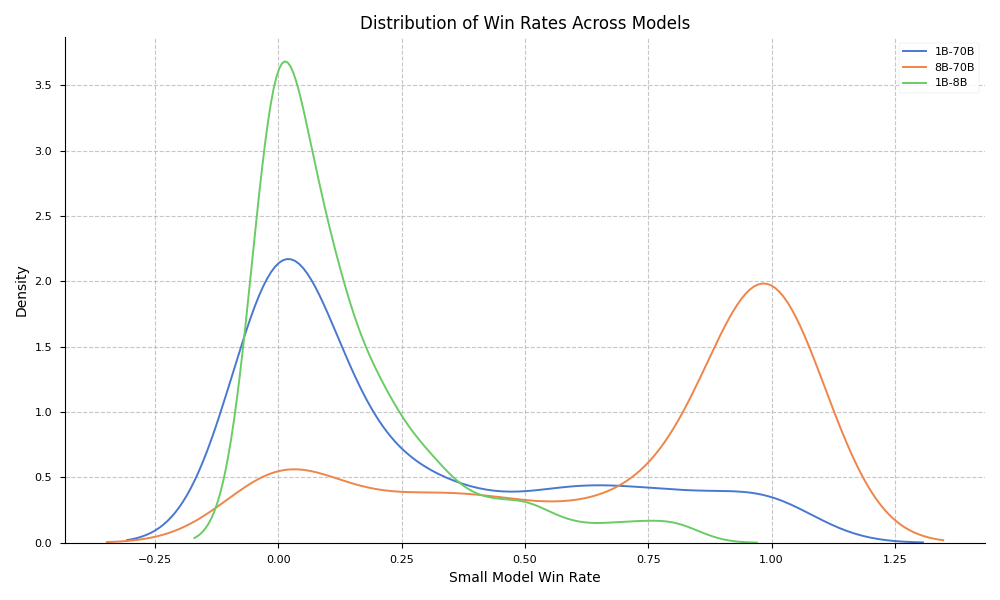 Distribution of Win Rates Across Models
1B-70B
8B-70B
1B-8B
Density
3.5
3.0
2.5
2.0
1.5
1.0
0.5
0.0
−0.25 0.00 0.25 0.50 0.75 1.00 1.25
Small Model Win Rate